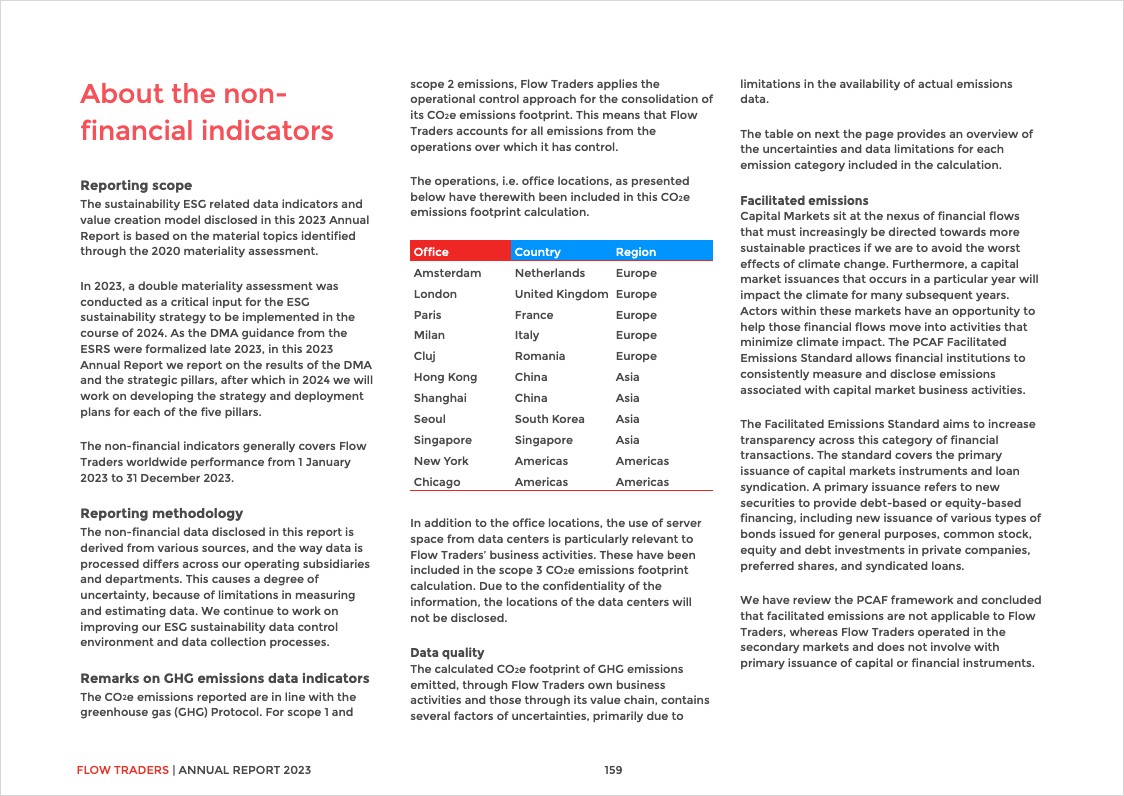 About the non-
financial indicators
Reporting scope
The sustainability ESG related data indicators and
value creation model disclosed in this 2023 Annual
Report is based on the material topics identified
through the 2020 materiality assessment.
In 2023, a double materiality assessment was
conducted as a critical input for the ESG
sustainability strategy to be implemented in the
course of 2024. As the DMA guidance from the
ESRS were formalized late 2023, in this 2023
Annual Report we report on the results of the DMA
and the strategic pillars, after which in 2024 we will
work on developing the strategy and deployment
plans for each of the five pillars.
The non-financial indicators generally covers Flow
Traders worldwide performance from 1 January
2023 to 31 December 2023.
Reporting methodology
The non-financial data disclosed in this report is
derived from various sources, and the way data is
processed differs across our operating subsidiaries
and departments. This causes a degree of
uncertainty, because of limitations in measuring
and estimating data. We continue to work on
improving our ESG sustainability data control
environment and data collection processes.
Remarks on GHG emissions data indicators
The CO₂e emissions reported are in line with the
greenhouse gas (GHG) Protocol. For scope 1 and
scope 2 emissions, Flow Traders applies the
operational control approach for the consolidation of
its CO₂e emissions footprint. This means that Flow
Traders accounts for all emissions from the
operations over which it has control.
The operations, i.e. office locations, as presented
below have therewith been included in this CO₂e
emissions footprint calculation.
Office Country Region
Amsterdam Netherlands Europe
London United Kingdom Europe
Paris France Europe
Milan Italy Europe
Cluj Romania Europe
Hong Kong China Asia
Shanghai China Asia
Seoul South Korea Asia
Singapore Singapore Asia
New York Americas Americas
Chicago Americas Americas
In addition to the office locations, the use of server
space from data centers is particularly relevant to
Flow Traders' business activities. These have been
included in the scope 3 CO₂e emissions footprint
calculation. Due to the confidentiality of the
information, the locations of the data centers will
not be disclosed.
Data quality
The calculated CO₂e footprint of GHG emissions
emitted, through Flow Traders own business
activities and those through its value chain, contains
several factors of uncertainties, primarily due to
limitations in the availability of actual emissions
data.
The table on next the page provides an overview of
the uncertainties and data limitations for each
emission category included in the calculation.
Facilitated emissions
Capital Markets sit at the nexus of financial flows
that must increasingly be directed towards more
sustainable practices if we are to avoid the worst
effects of climate change. Furthermore, a capital
market issuances that occurs in a particular year will
impact the climate for many subsequent years.
Actors within these markets have an opportunity to
help those financial flows move into activities that
minimize climate impact. The PCAF Facilitated
Emissions Standard allows financial institutions to
consistently measure and disclose emissions
associated with capital market business activities.
The Facilitated Emissions Standard aims to increase
transparency across this category of financial
transactions. The standard covers the primary
issuance of capital markets instruments and loan
syndication. A primary issuance refers to new
securities to provide debt-based or equity-based
financing, including new issuance of various types of
bonds issued for general purposes, common stock,
equity and debt investments in private companies,
preferred shares, and syndicated loans.
We have review the PCAF framework and concluded
that facilitated emissions are not applicable to Flow
Traders, whereas Flow Traders operated in the
secondary markets and does not involve with
primary issuance of capital or financial instruments.
FLOW TRADERS | ANNUAL REPORT 2023 159